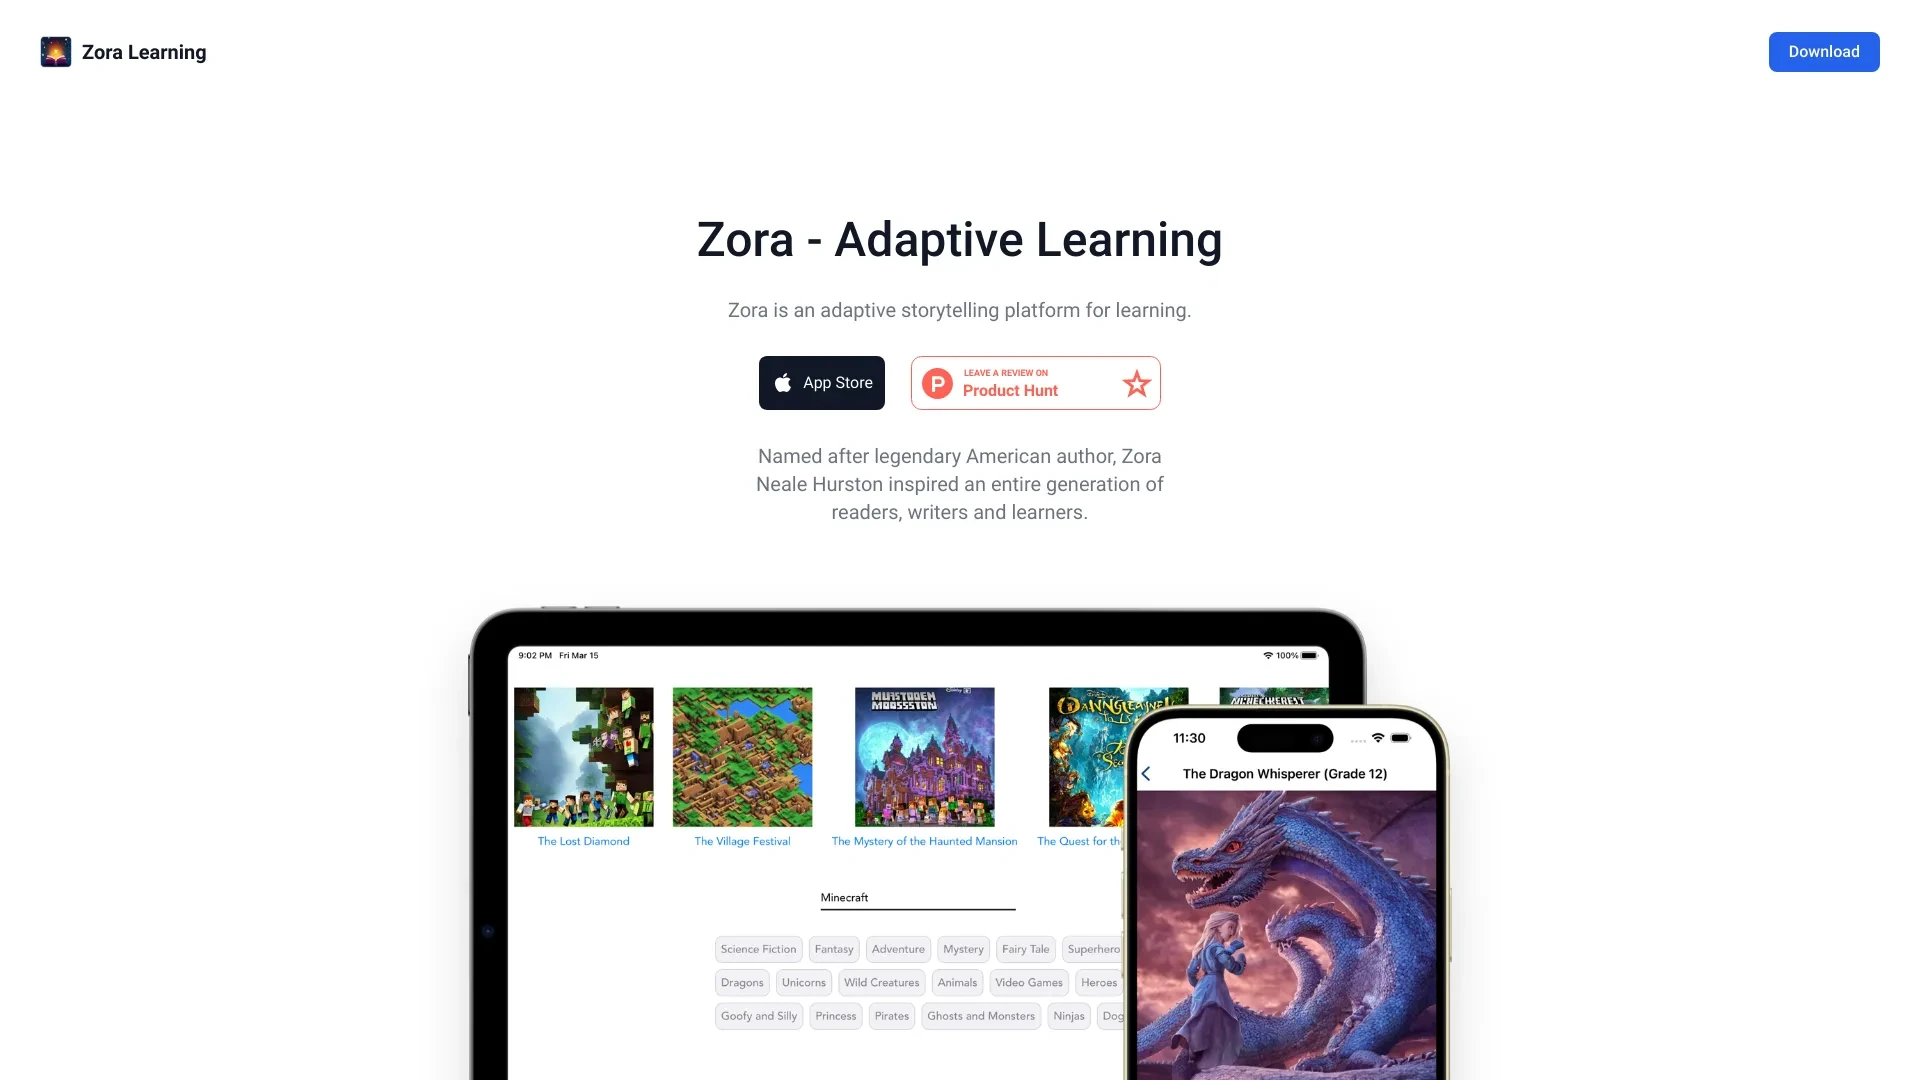 Zora Learning
Download
Zora - Adaptive Learning
Zora is an adaptive storytelling platform for learning.
App Store
LEAVE A REVIEW ON
Product Hunt
Named after legendary American author, Zora
Neale Hurston inspired an entire generation of
readers, writers and learners.
9:02 PM Fri Mar 15
100%
MOOSSSTON
The Lost Diamond
The Village Festival
The Mystery of the Haunted Mansion
The Quest for th
Minecraft
Science Fiction Fantasy Adventure Mystery Fairy Tale Superhero
Dragons Unicorns Wild Creatures Animals Video Games Heroes
Goofy and Silly Princess Pirates Ghosts and Monsters Ninjas Dog
11:30
The Dragon Whisperer (Grade 12)